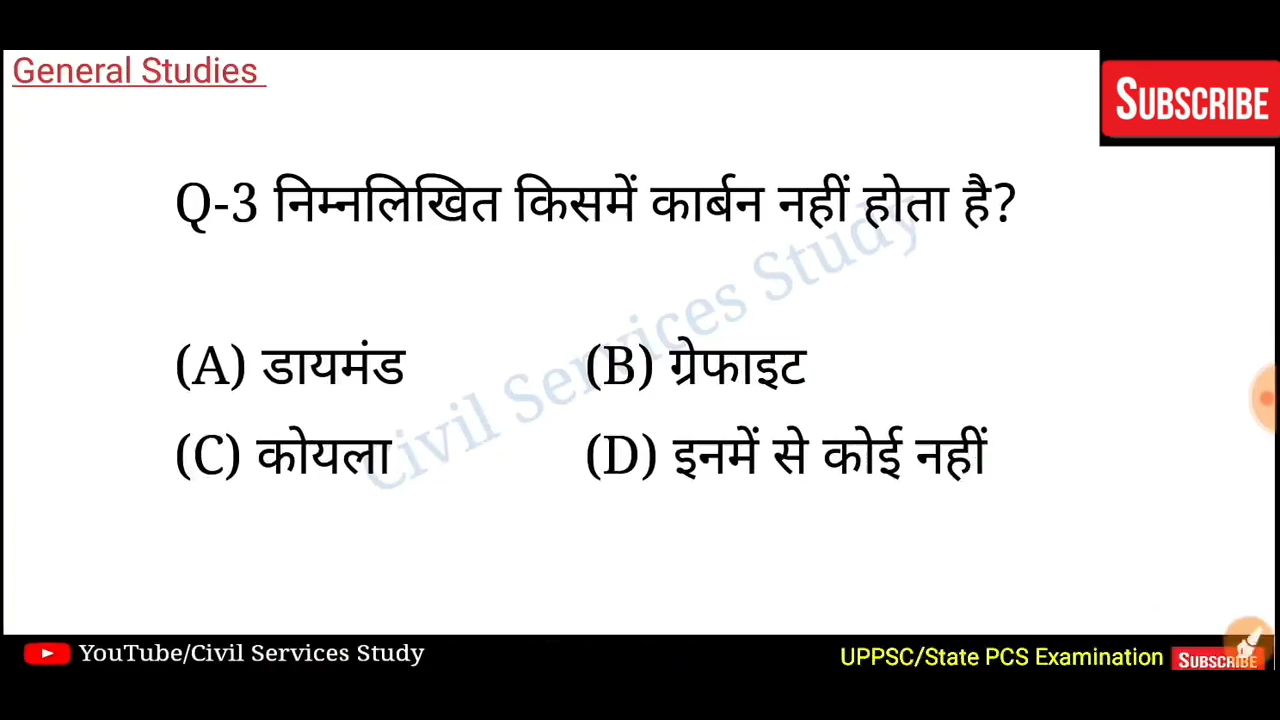 General Studies
SUBSCRIBE
Q-3 निम्नलिखित किसमें कार्बन नहीं होता है?
Civil Services Study
(A) डायमंड (B) ग्रेफाइट
(C) कोयला (D) इनमें से कोई नहीं
YouTube/Civil Services Study
UPPSC/State PCS Examination SUBSCRIBE